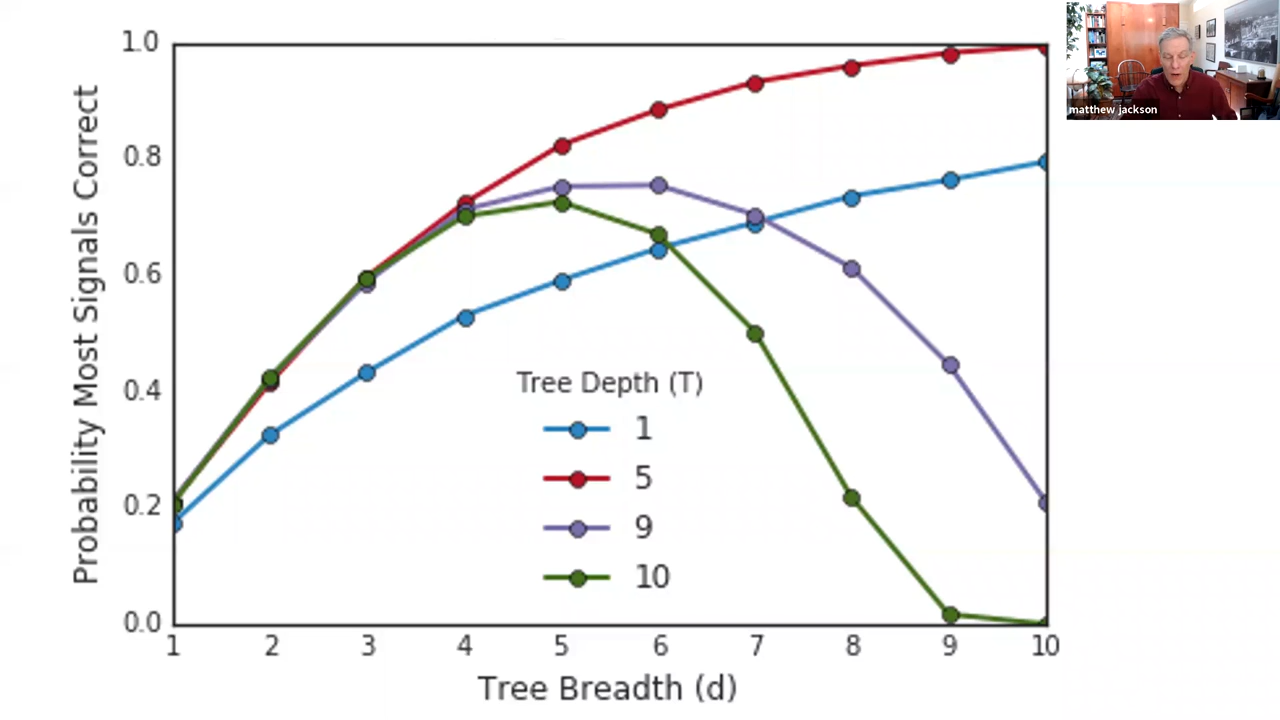 matthew jackson
1.0
0.8
0.6
0.4
0.2
0.0
Probability Most Signals Correct
Tree Depth (T)
1
5
9
10
1 2 3 4 5 6 7 8 9 10
Tree Breadth (d)